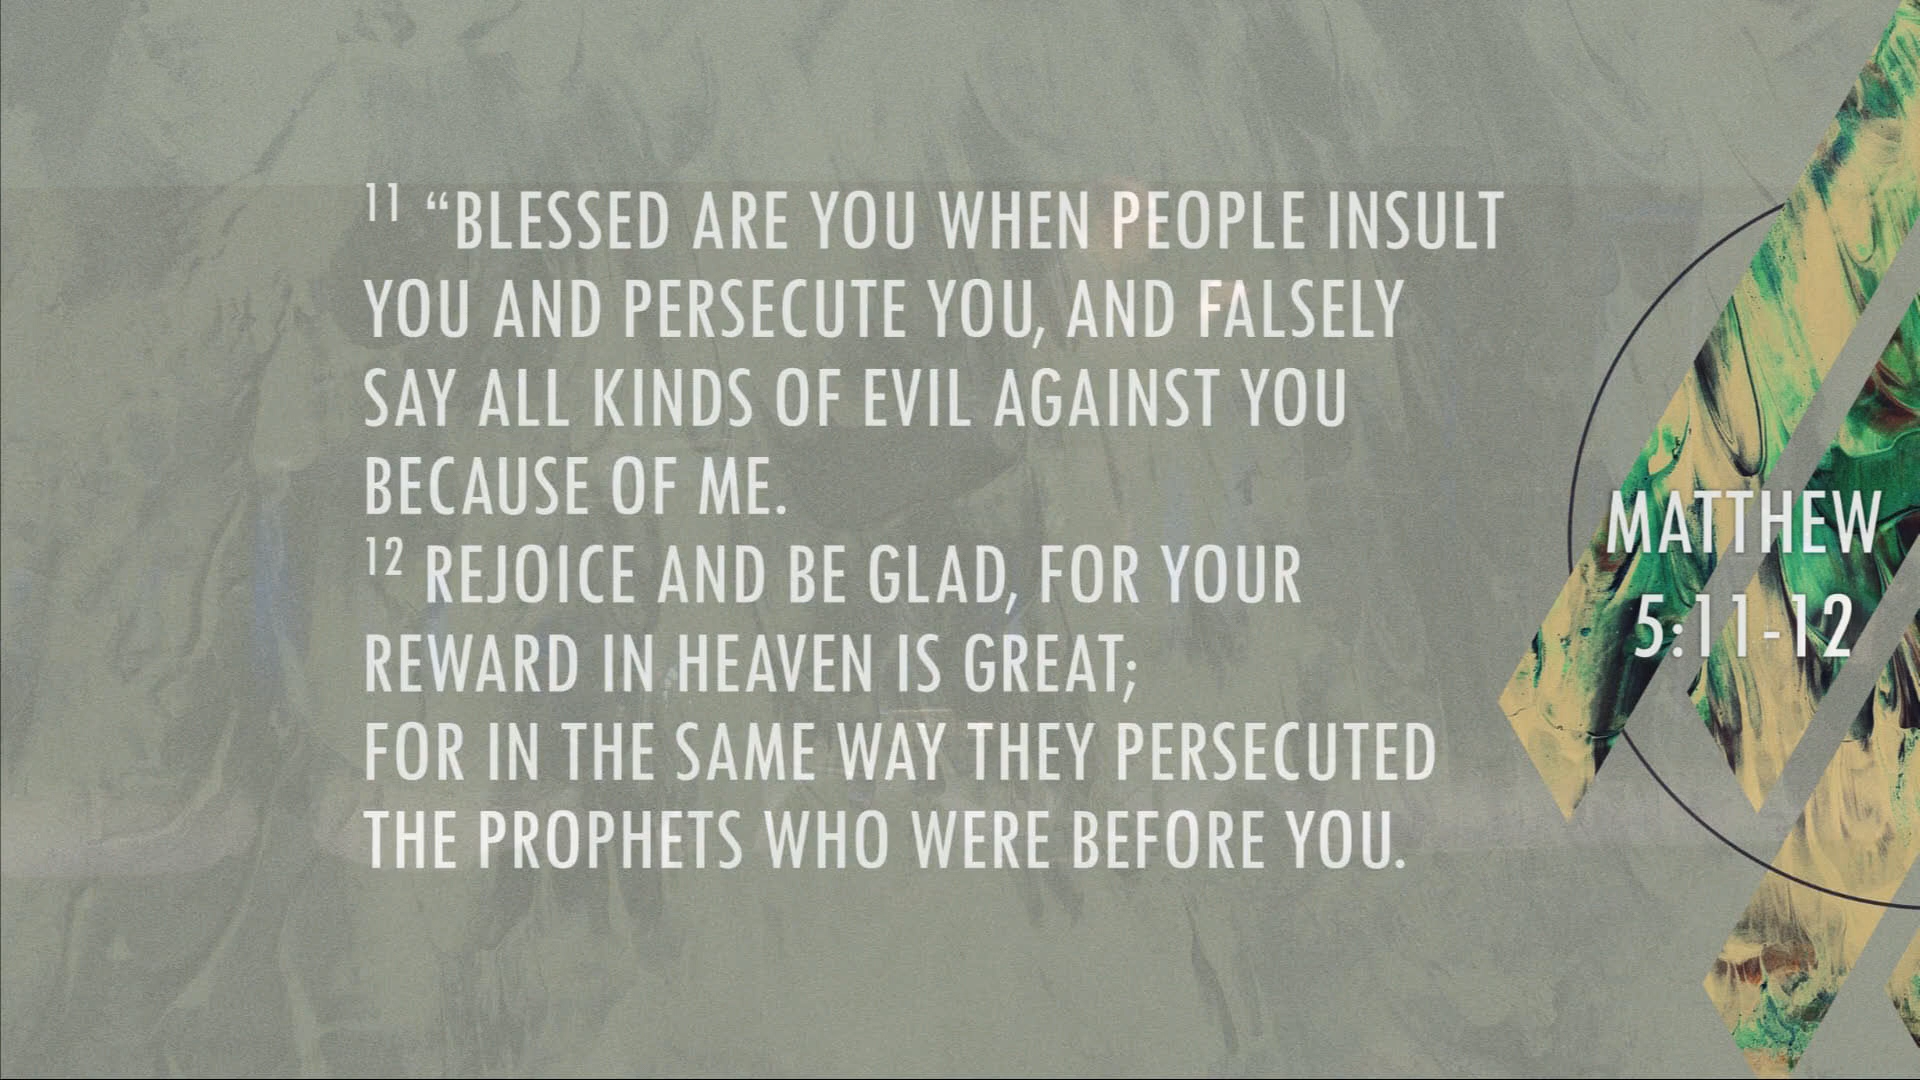 11 “BLESSED ARE YOU WHEN PEOPLE INSULT
YOU AND PERSECUTE YOU, AND FALSELY
SAY ALL KINDS OF EVIL AGAINST YOU
BECAUSE OF ME.
12 REJOICE AND BE GLAD, FOR YOUR
REWARD IN HEAVEN IS GREAT;
FOR IN THE SAME WAY THEY PERSECUTED
THE PROPHETS WHO WERE BEFORE YOU.
MATTHEW
5:11-12